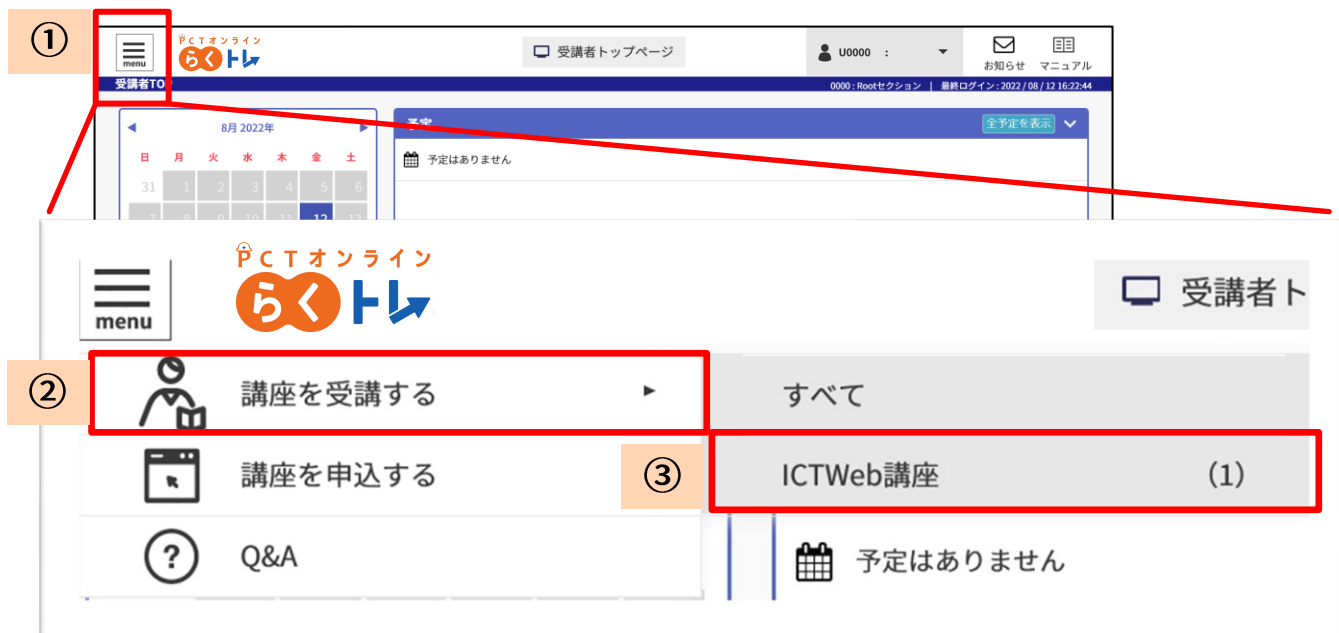 ①
menu
PCTオンライン
らくトレ
受講者トップページ
U0000 :
お知らせ
マニュアル
受講者TOP
0000 : Rootセクション | 最終ログイン : 2022 / 08 / 12 16:22:44
8月 2022年
予定
全予定を表示
日 月 火 水 木 金 土
予定はありません
31 1 2 3 4 5 6
7 8 9 10 11 12 13
menu
PCTオンライン
らくトレ
受講者ト
②
講座を受講する
すべて
講座を申込する
③
ICTWeb講座 (1)
Q&A
予定はありません